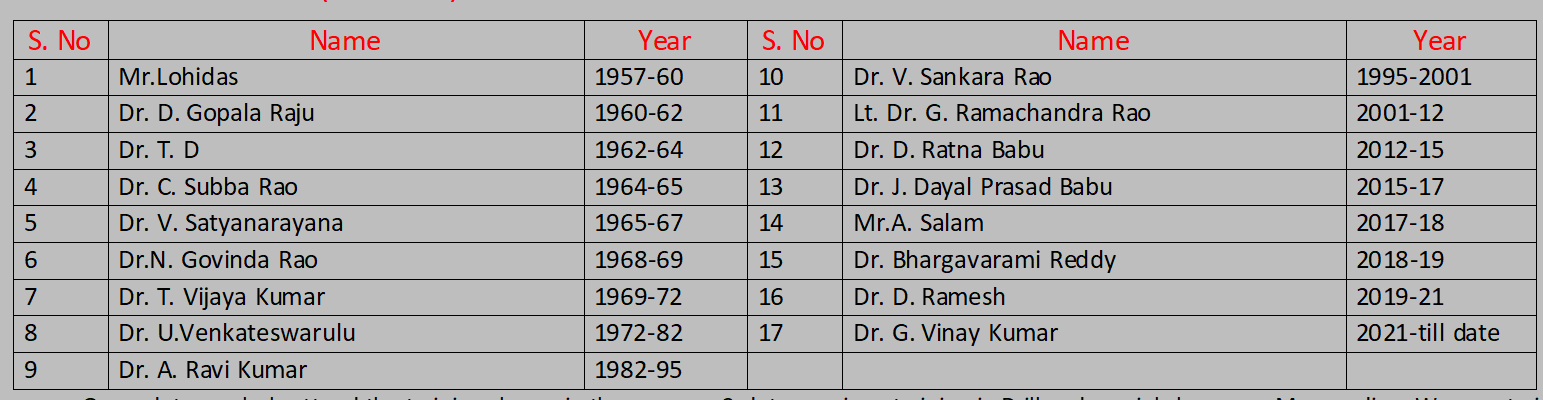 S. No Name Year S. No Name Year
1 Mr.Lohidas 1957-60 10 Dr. V. Sankara Rao 1995-2001
2 Dr. D. Gopala Raju 1960-62 11 Lt. Dr. G. Ramachandra Rao 2001-12
3 Dr. T. D 1962-64 12 Dr. D. Ratna Babu 2012-15
4 Dr. C. Subba Rao 1964-65 13 Dr. J. Dayal Prasad Babu 2015-17
5 Dr. V. Satyanarayana 1965-67 14 Mr.A. Salam 2017-18
6 Dr.N. Govinda Rao 1968-69 15 Dr. Bhargavarami Reddy 2018-19
7 Dr. T. Vijaya Kumar 1969-72 16 Dr. D. Ramesh 2019-21
8 Dr. U.Venkateswarulu 1972-82 17 Dr. G. Vinay Kumar 2021-till date
9 Dr. A. Ravi Kumar 1982-95